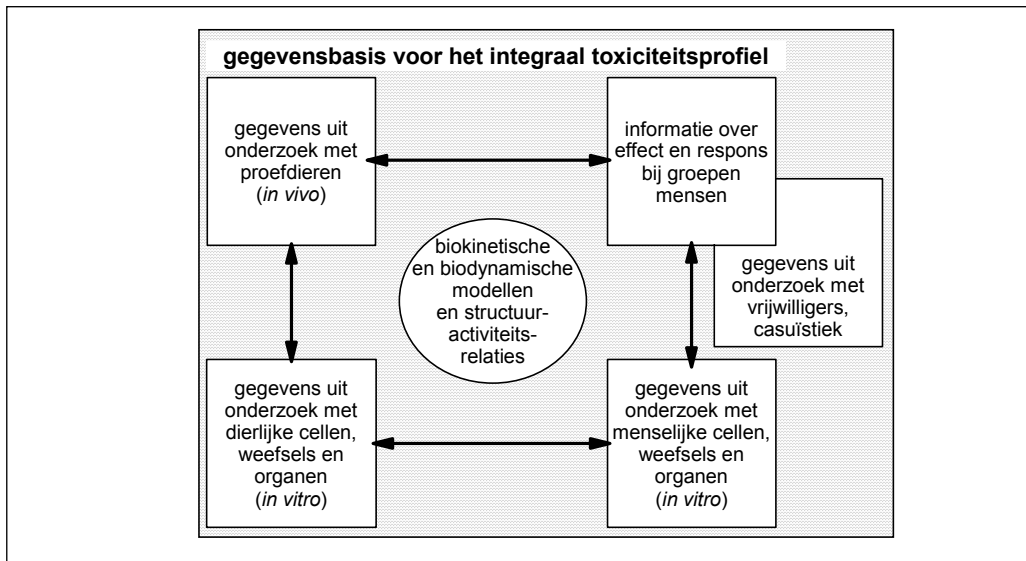 gegevensbasis voor het integraal toxiciteitsprofiel
gegevens uit
onderzoek met
proefdieren
(in vivo)
informatie over
effect en respons
bij groepen
mensen
gegevens uit
onderzoek met
vrijwilligers,
casuïstiek
biokinetische
en biodynamische
modellen
en structuur-
activiteits-
relaties
gegevens uit
onderzoek met
dierlijke cellen,
weefsels en
organen
(in vitro)
gegevens uit
onderzoek met
menselijke cellen,
weefsels en
organen
(in vitro)